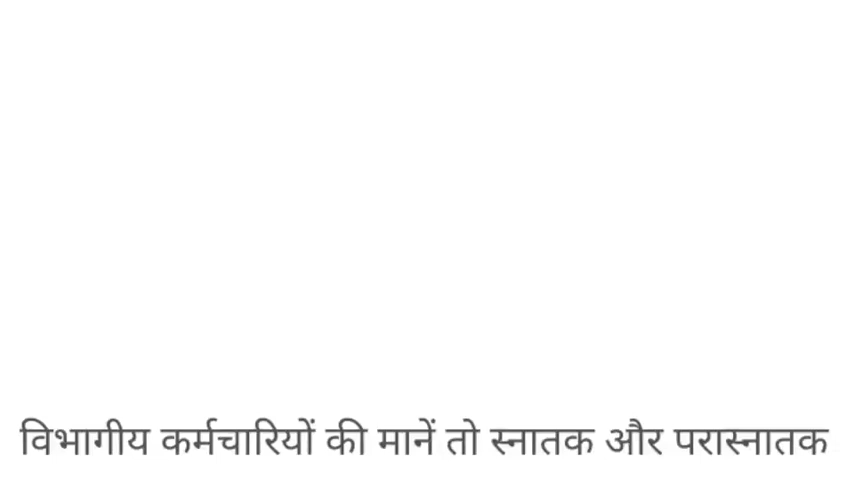 विभागीय कर्मचारियों की मानें तो स्नातक और परास्नातक